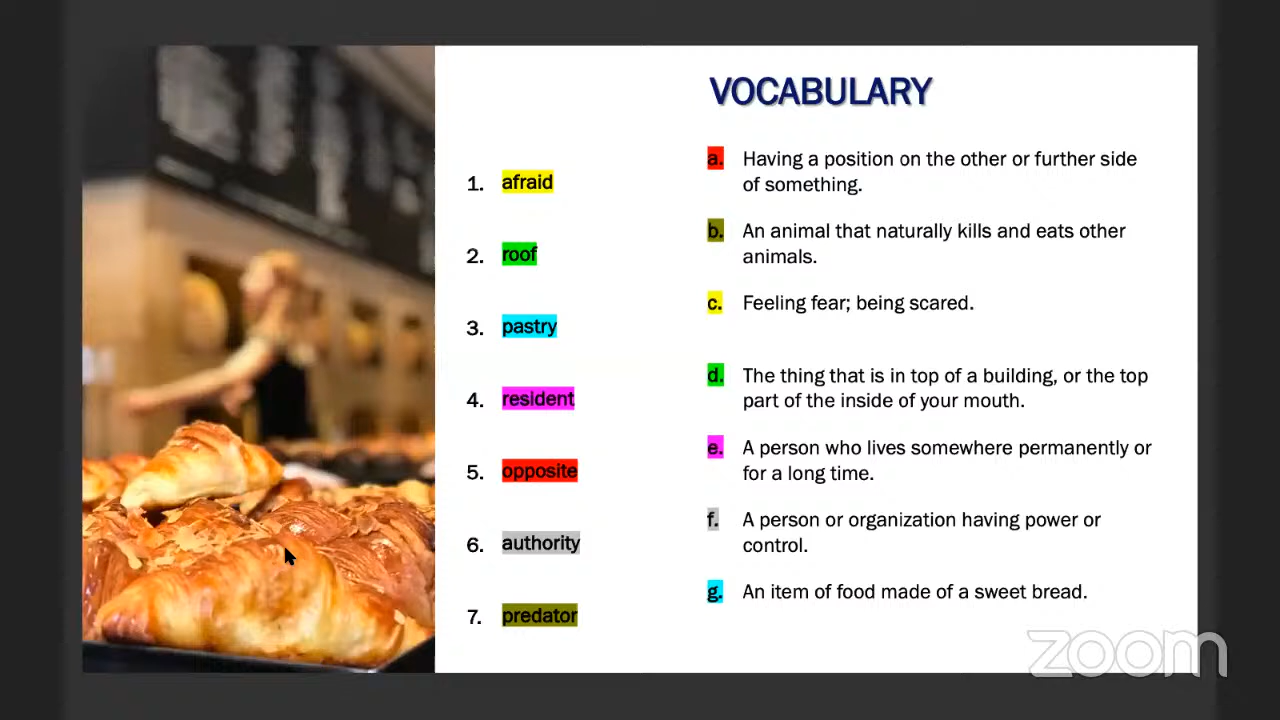 VOCABULARY
1. afraid
2. roof
3. pastry
4. resident
5. opposite
6. authority
7. predator
a. Having a position on the other or further side
of something.
b. An animal that naturally kills and eats other
animals.
c. Feeling fear; being scared.
d. The thing that is in top of a building, or the top
part of the inside of your mouth.
e. A person who lives somewhere permanently or
for a long time.
f. A person or organization having power or
control.
g. An item of food made of a sweet bread.
zoom